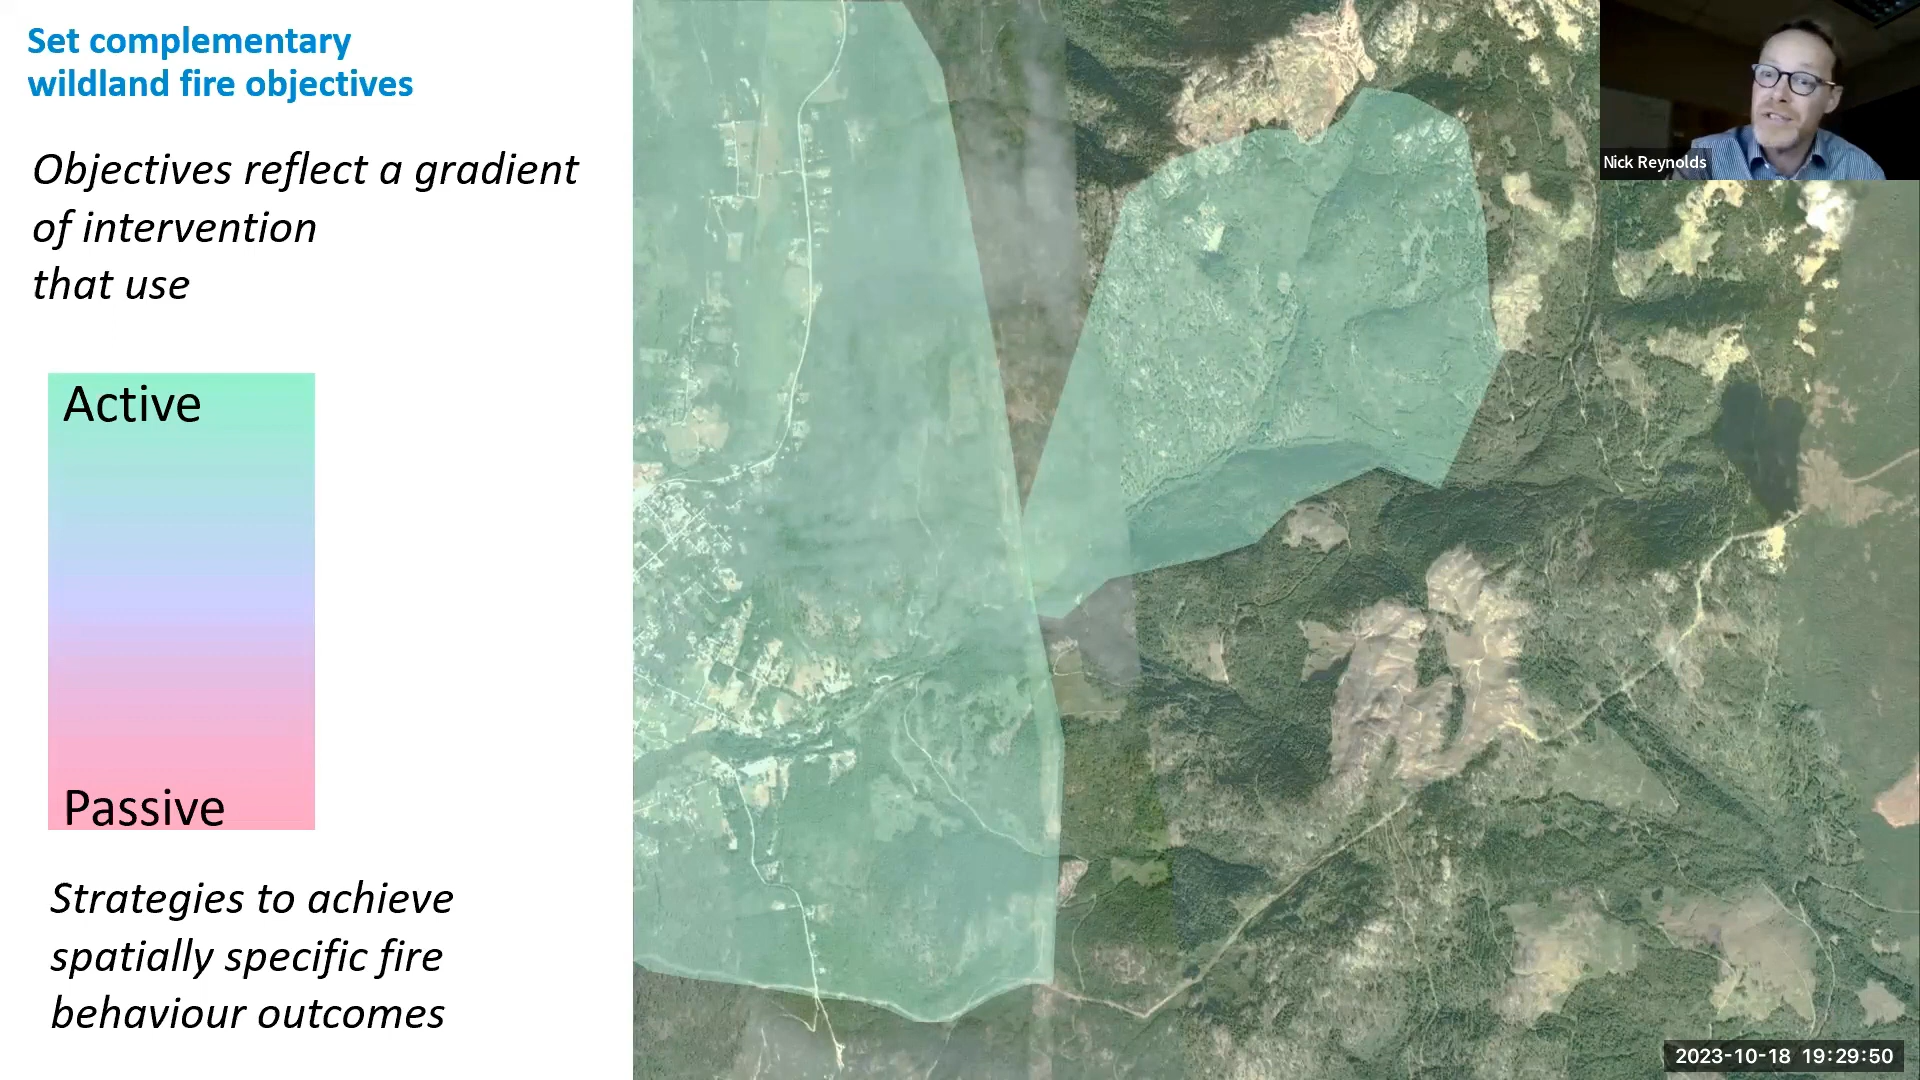 Set complementary
wildland fire objectives
Objectives reflect a gradient
of intervention
that use
Active
Passive
Strategies to achieve
spatially specific fire
behaviour outcomes
Nick Reynolds
2023-10-18 19:29:50